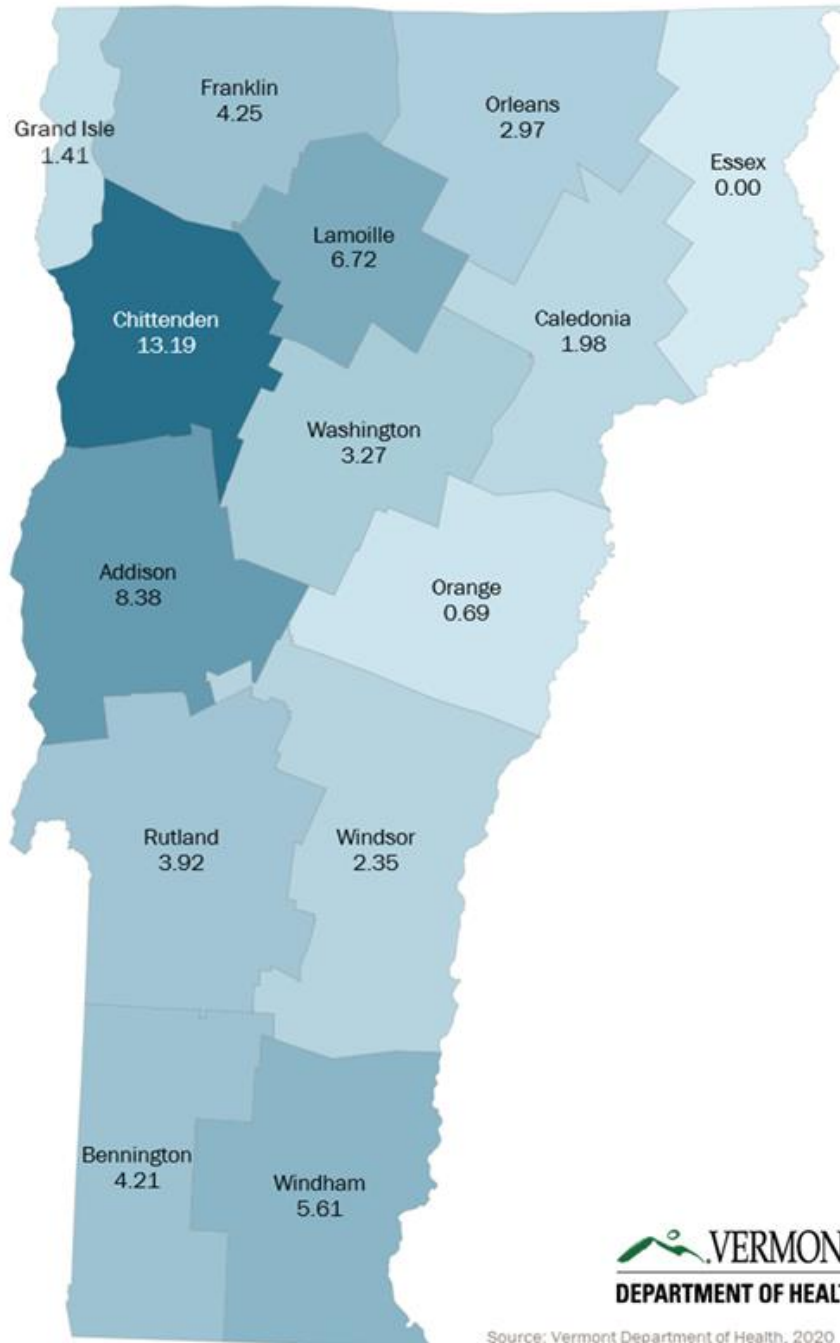 Franklin
4.25
Orleans
2.97
Grand Isle
1.41
Essex
0.00
Lamoille
6.72
Chittenden
13.19
Caledonia
1.98
Washington
3.27
Addison
8.38
Orange
0.69
Rutland
3.92
Windsor
2.35
Bennington
4.21
Windham
5.61
VERMON
DEPARTMENT OF HEAL
Source: Vermont Department of Health, 2020